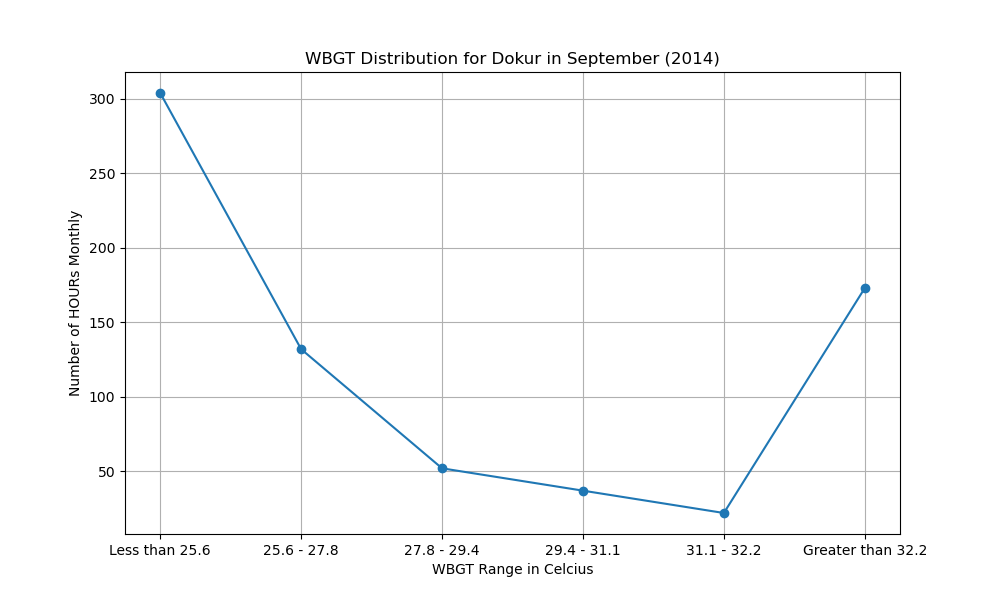 WBGT Distribution for Dokur in September (2014)
Number of HOURs Monthly
300
250
200
150
100
50
Less than 25.6
25.6 - 27.8
27.8 - 29.4
29.4 - 31.1
31.1 - 32.2
Greater than 32.2
WBGT Range in Celcius